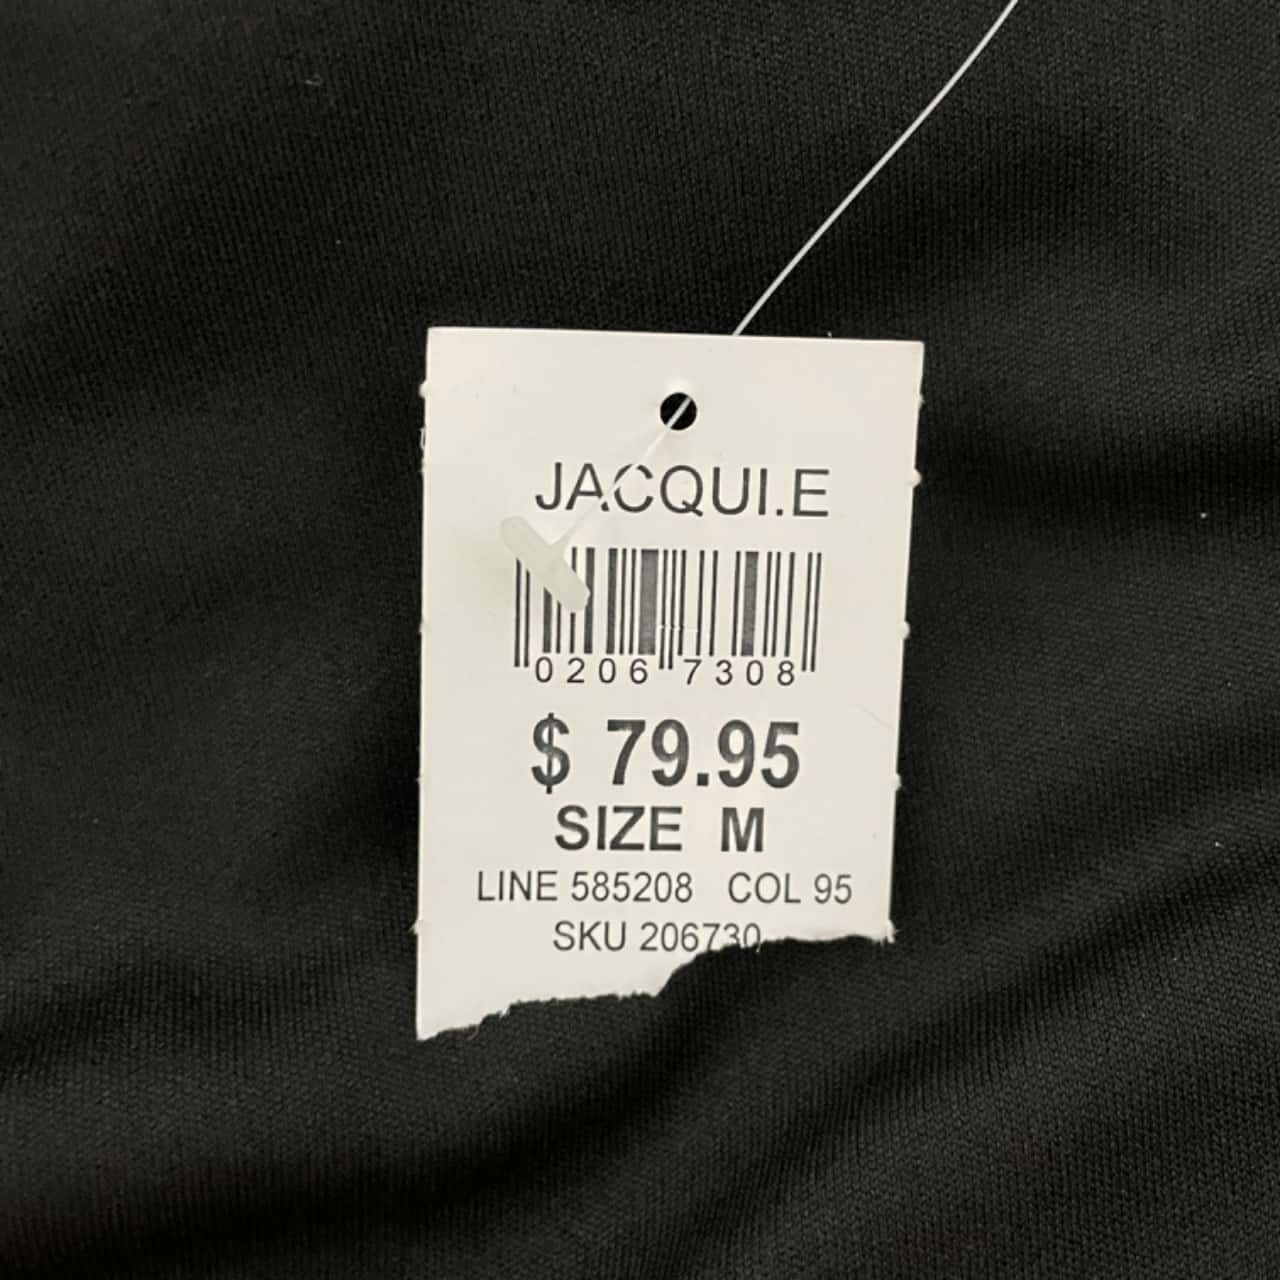 JACQUI.E
0206 7308
$ 79.95
SIZE M
LINE 585208 COL 95
SKU 206730